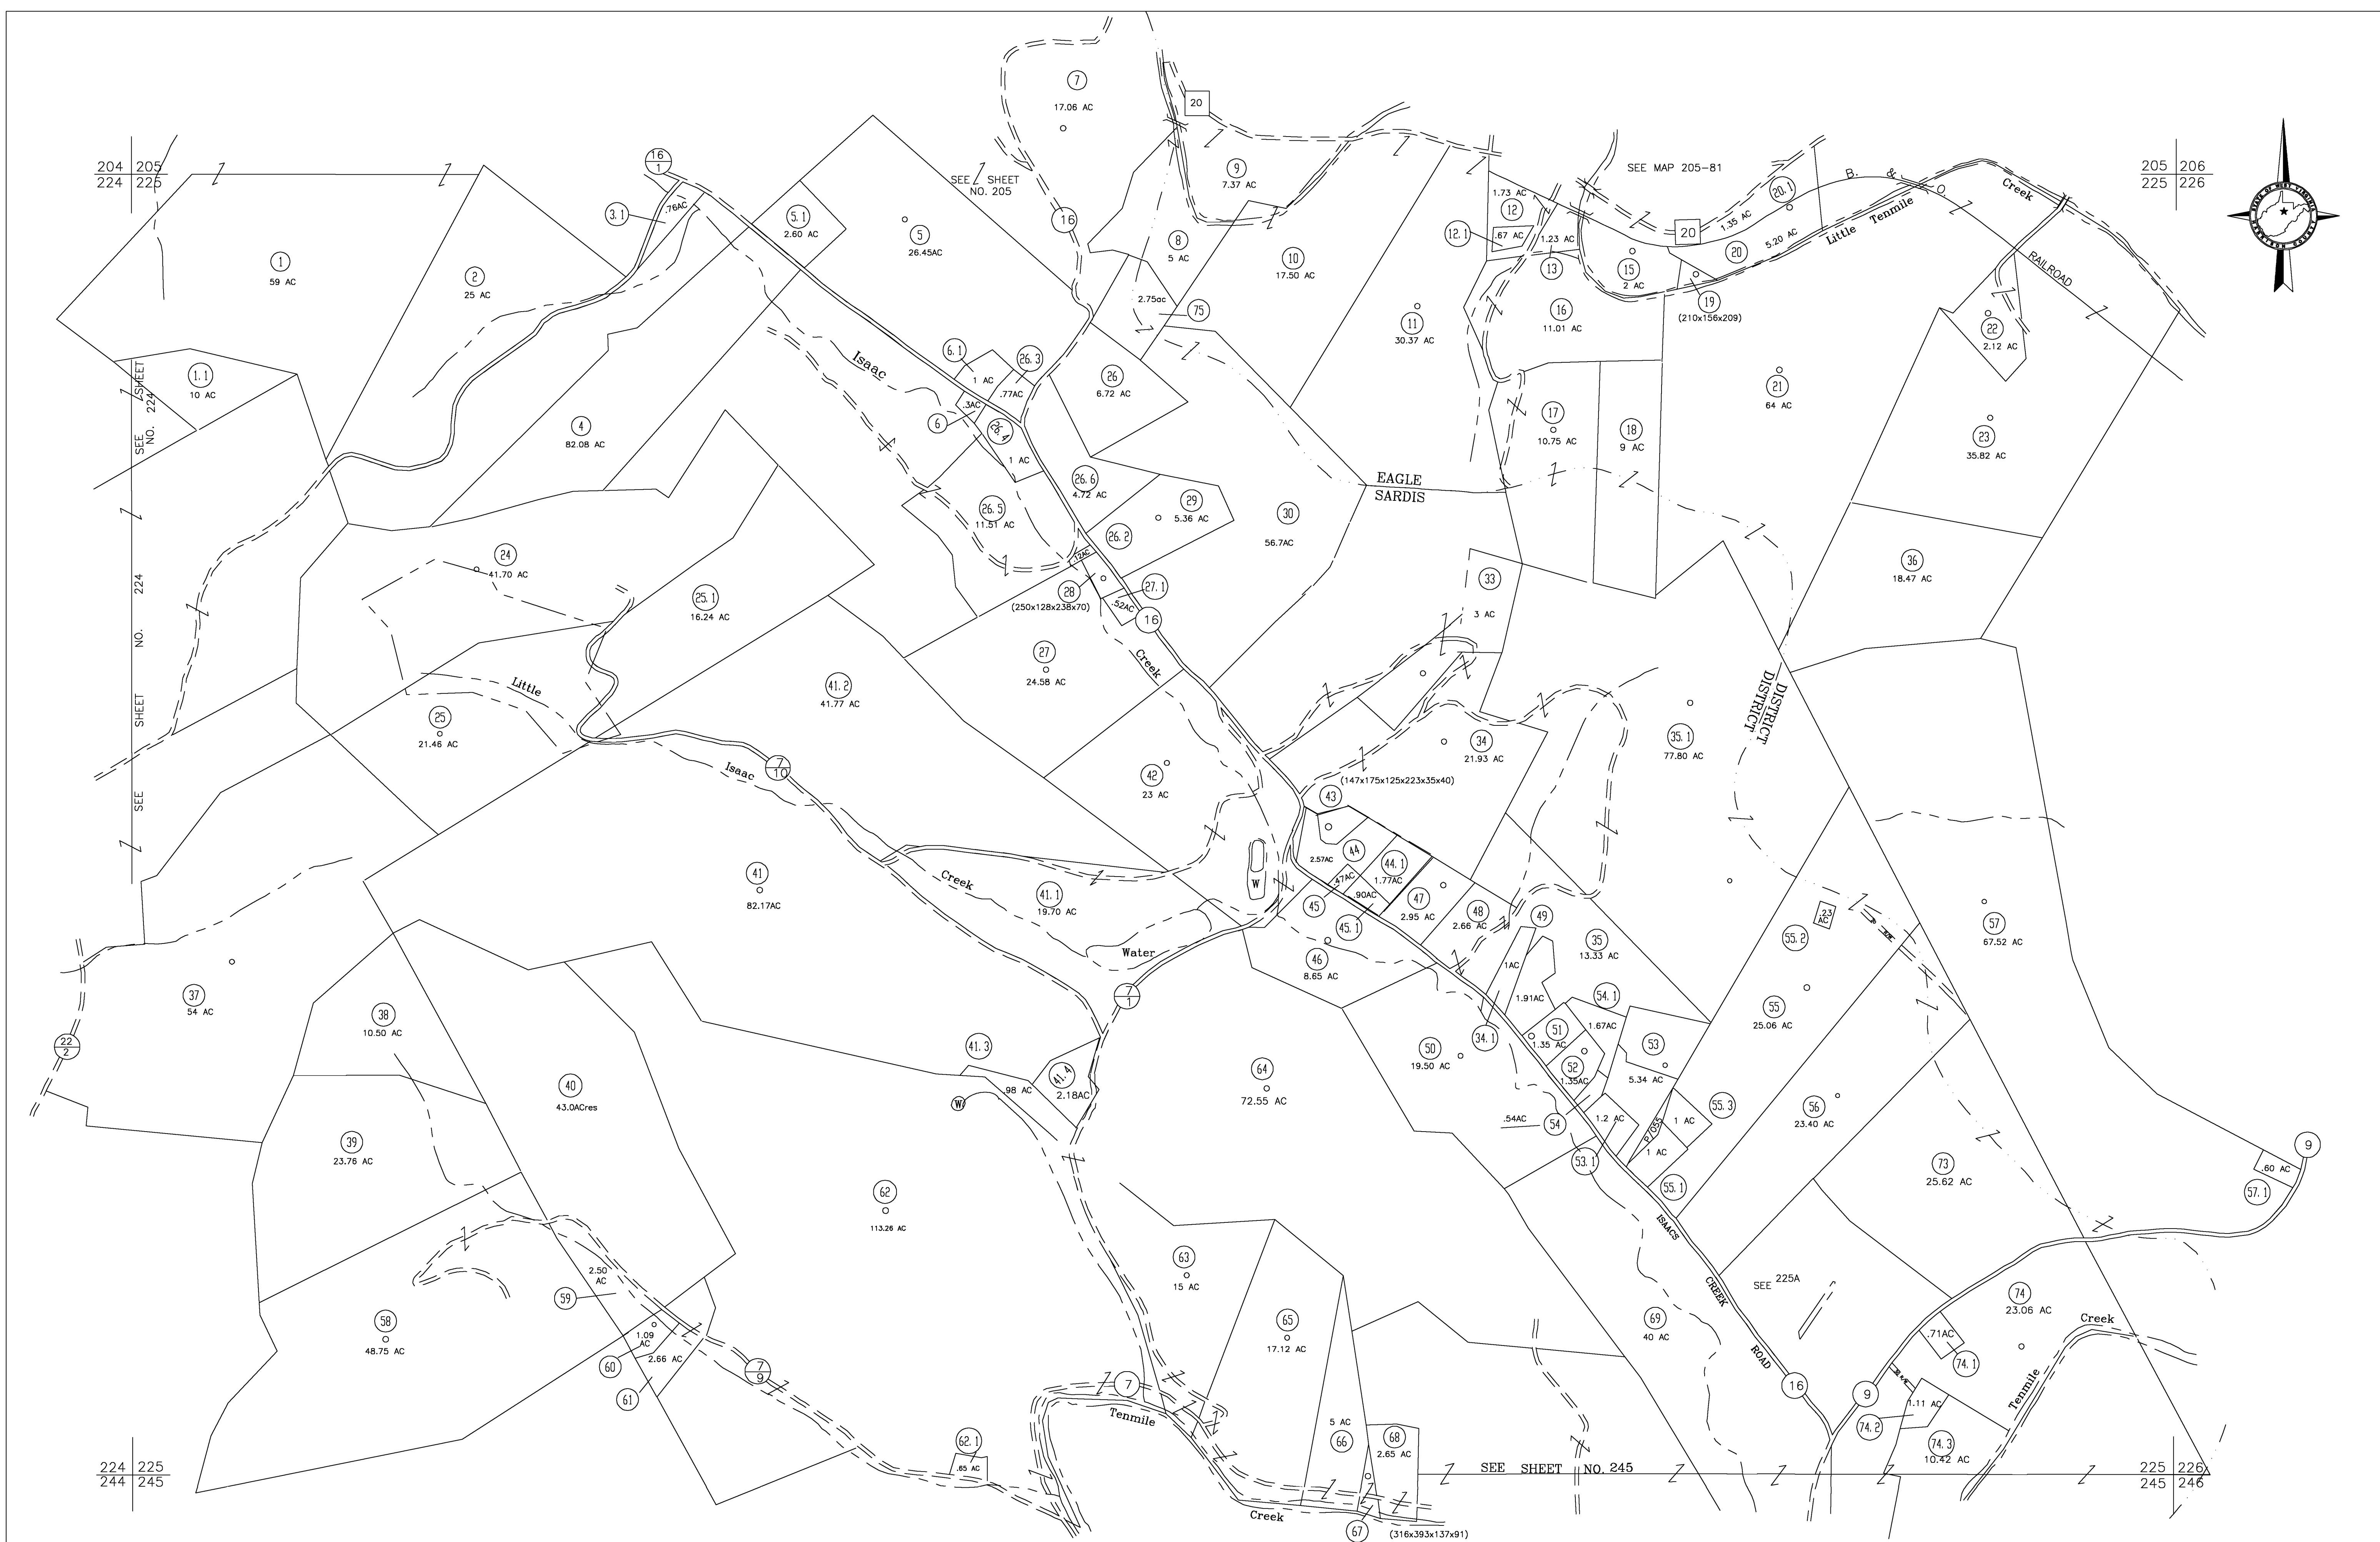 204 205
224 225
205 206
225 226
224 225
244 245
225 226
245 246
STATE OF WEST VIRGINIA
HARRISON COUNTY
7
17.06 AC
20
9
7.37 AC
SEE SHEET
NO. 205
16
1
16
SEE MAP 205-81
B. & O
RAILROAD
Creek
Little Tenmile
3.1
.76AC
5.1
2.60 AC
5
26.45AC
8
5 AC
10
17.50 AC
1.73 AC
12
12.1
.67 AC
1.23 AC
13
15
2 AC
20
1.35 AC
20.1
20
5.20 AC
19
(210x156x209)
1
59 AC
2
25 AC
2.75ac
75
11
30.37 AC
16
11.01 AC
22
2.12 AC
1.1
10 AC
SEE SHEET
NO. 224
Isaac
6.1
1 AC
26.3
.77AC
.3AC
6
26.4
1 AC
26
6.72 AC
17
10.75 AC
18
9 AC
21
64 AC
23
35.82 AC
4
82.08 AC
EAGLE
SARDIS
26.6
4.72 AC
26.5
11.51 AC
29
5.36 AC
30
56.7AC
26.2
.12AC
28
(250x128x238x70)
27.1
.52AC
16
33
3 AC
36
18.47 AC
24
41.70 AC
25.1
16.24 AC
SEE SHEET NO. 224
27
24.58 AC
Creek
41.2
41.77 AC
Little
25
21.46 AC
DISTRICT
DISTRICT
34
21.93 AC
35.1
77.80 AC
7
10
Isaac
42
23 AC
(147x175x125x223x35x40)
43
44
2.57AC
44.1
1.77AC
.47AC
.90AC
45
45.1
47
2.95 AC
48
2.66 AC
49
W
41
82.17AC
Creek
41.1
19.70 AC
Water
46
8.65 AC
35
13.33 AC
.23
AC
55.2
57
67.52 AC
37
54 AC
22
2
38
10.50 AC
7
1
1AC
1.91AC
34.1
54.1
1.67AC
51
1.35 AC
52
1.35AC
53
5.34 AC
55
25.06 AC
50
19.50 AC
41.3
.98 AC
41.4
2.18AC
W
64
72.55 AC
40
43.0ACres
.54AC
54
1.2 AC
53.1
P/O55
1 AC
55.3
1 AC
55.1
56
23.40 AC
39
23.76 AC
73
25.62 AC
9
.60 AC
57.1
62
113.26 AC
ISAACS
CREEK
ROAD
63
15 AC
2.50
AC
59
58
48.75 AC
65
17.12 AC
SEE 225A
69
40 AC
74
23.06 AC
Creek
Tenmile
.71AC
74.1
1.09
AC
60
2.66 AC
61
7
9
7
Tenmile
16
9
1.11 AC
74.2
74.3
10.42 AC
5 AC
66
68
2.65 AC
62.1
.65 AC
SEE SHEET NO. 245
Creek
67
(316x393x137x91)